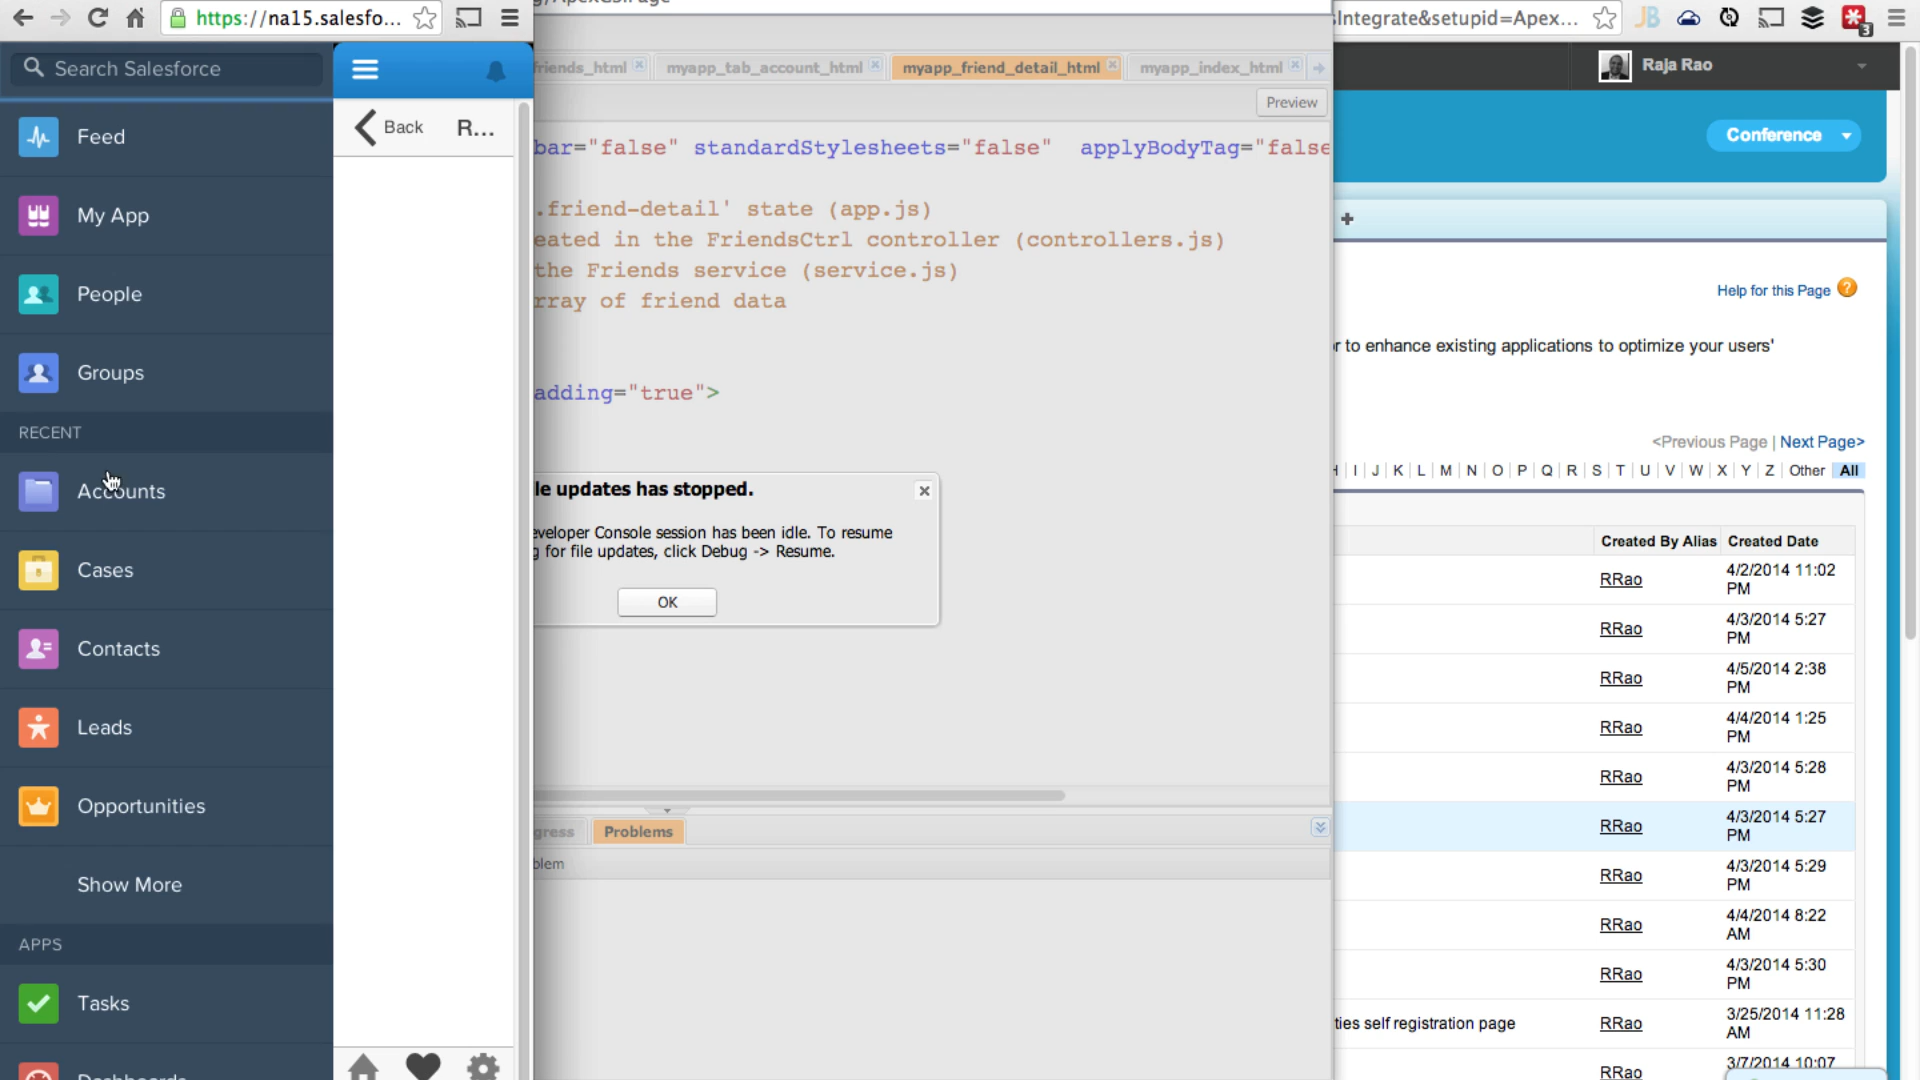 https://na15.salesfo...
Search Salesforce
Feed
My App
People
Groups
RECENT
Accounts
Cases
Contacts
Leads
Opportunities
Show More
APPS
Tasks
Back R...
riends_html myapp_tab_account_html myapp_friend_detail_html myapp_index_html
Preview
bar="false" standardStylesheets="false" applyBodyTag="false
.friend-detail' state (app.js)
eated in the FriendsCtrl controller (controllers.js)
the Friends service (service.js)
rray of friend data
adding="true">
le updates has stopped.
eveloper Console session has been idle. To resume
g for file updates, click Debug -> Resume.
OK
gress Problems
blem
Integrate&setupid=Apex...
JB
3
Raja Rao
Conference
+
Help for this Page ?
r to enhance existing applications to optimize your users'
<Previous Page | Next Page>
H | I | J | K | L | M | N | O | P | Q | R | S | T | U | V | W | X | Y | Z | Other | All
Created By Alias Created Date
RRao 4/2/2014 11:02
PM
RRao 4/3/2014 5:27
PM
RRao 4/5/2014 2:38
PM
RRao 4/4/2014 1:25
PM
RRao 4/3/2014 5:28
PM
RRao 4/3/2014 5:27
PM
RRao 4/3/2014 5:29
PM
RRao 4/4/2014 8:22
AM
RRao 4/3/2014 5:30
PM
ties self registration page RRao 3/25/2014 11:28
AM
RRao 3/7/2014 10:07